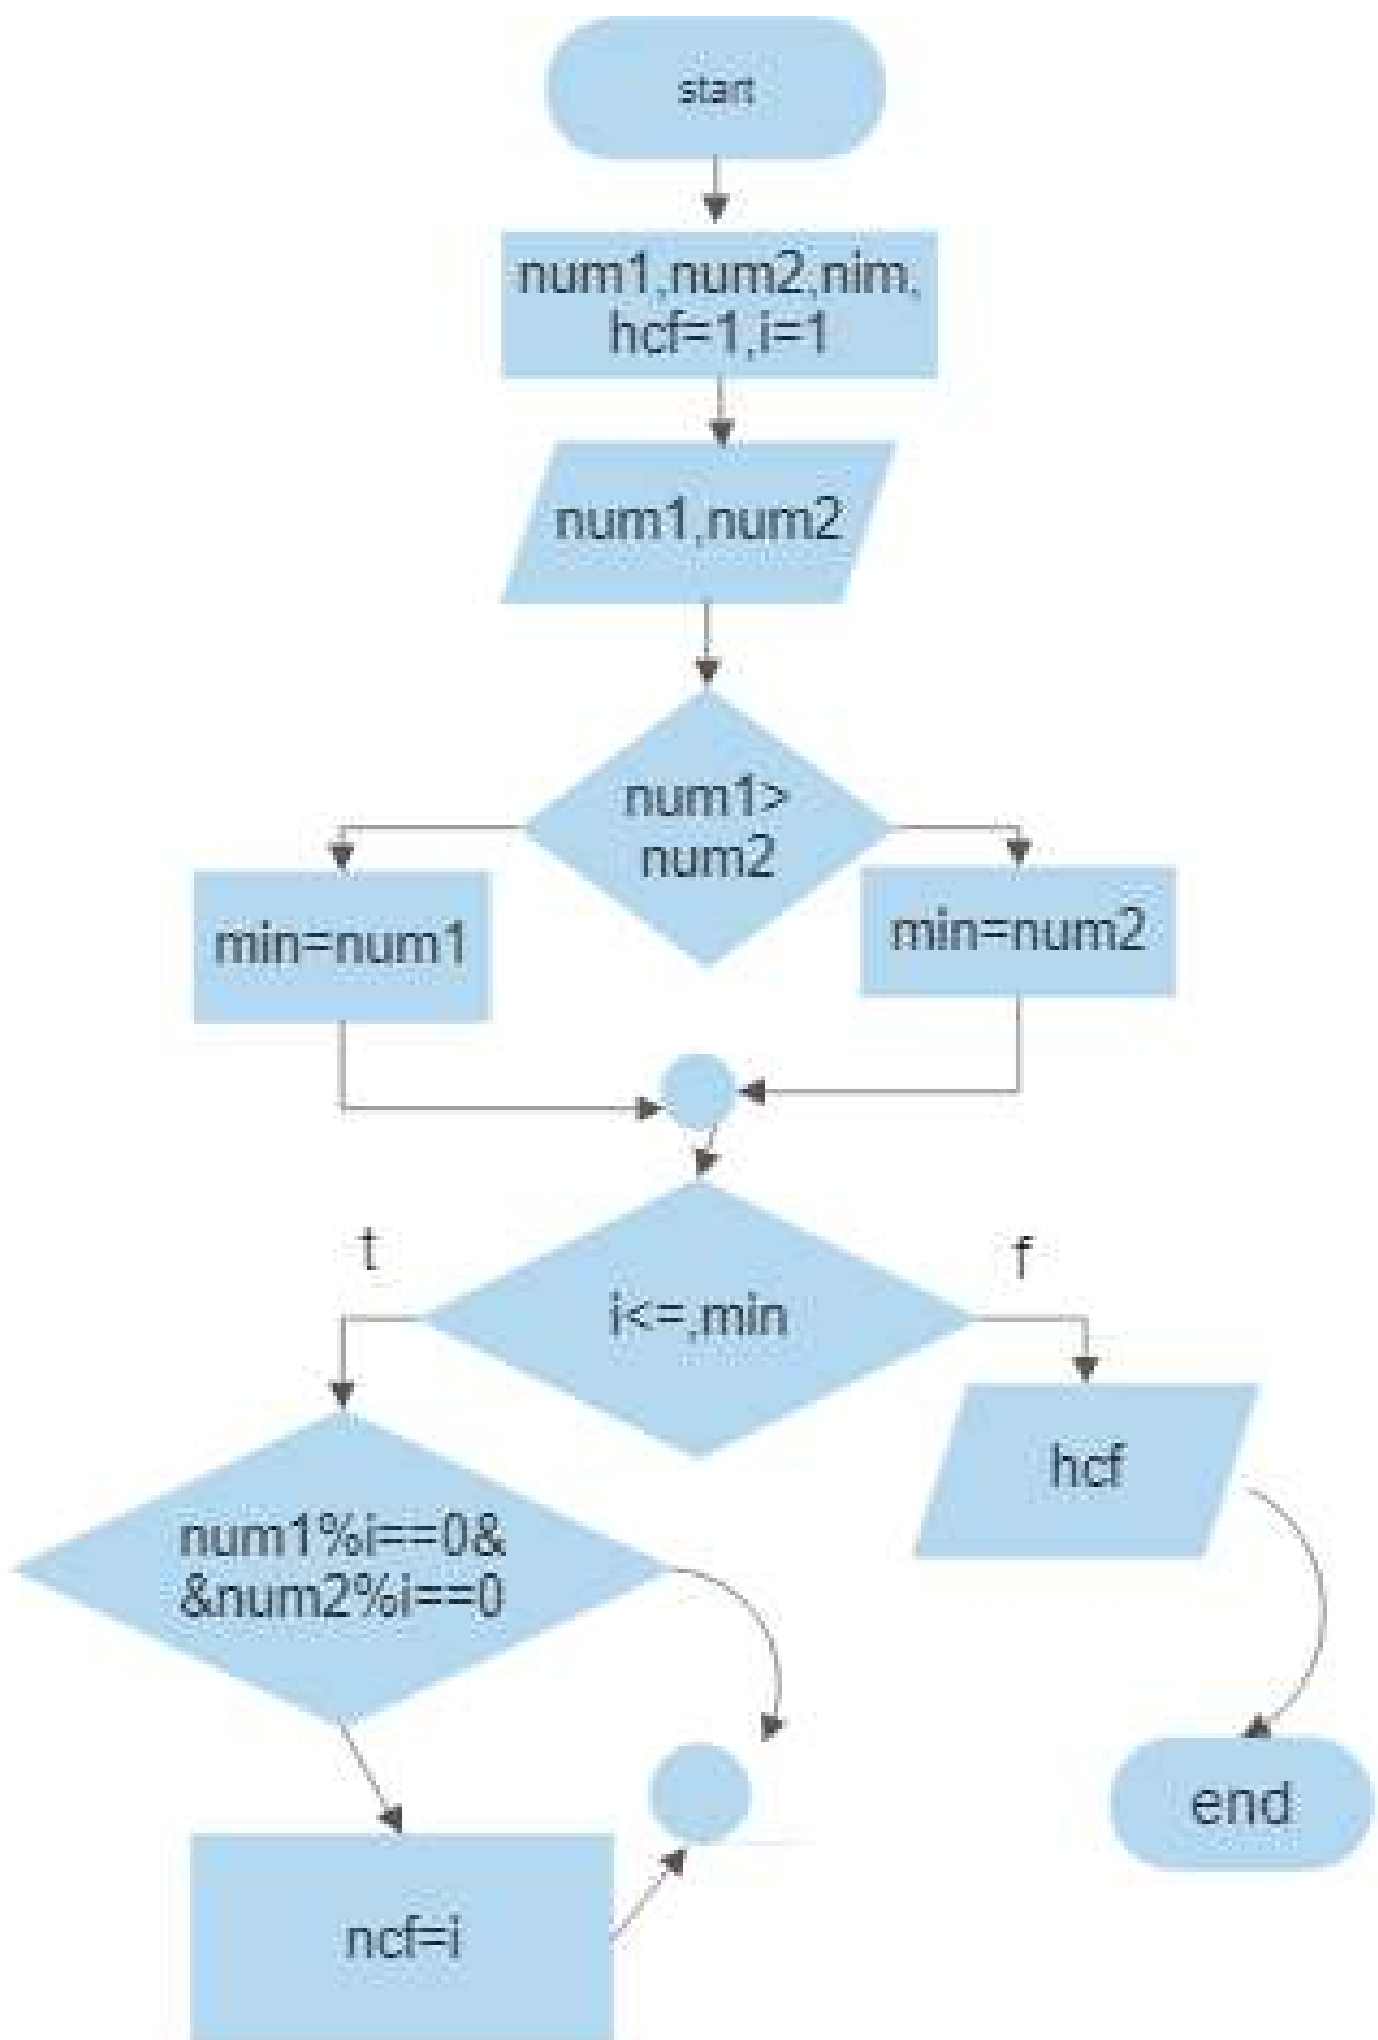 start
num1,num2,nim,
hcf=1,i=1
num1,num2
num1>
num2
min=num1
min=num2
t
f
i<=,min
hcf
num1%i==0&
&num2%i==0
end
ncf=i